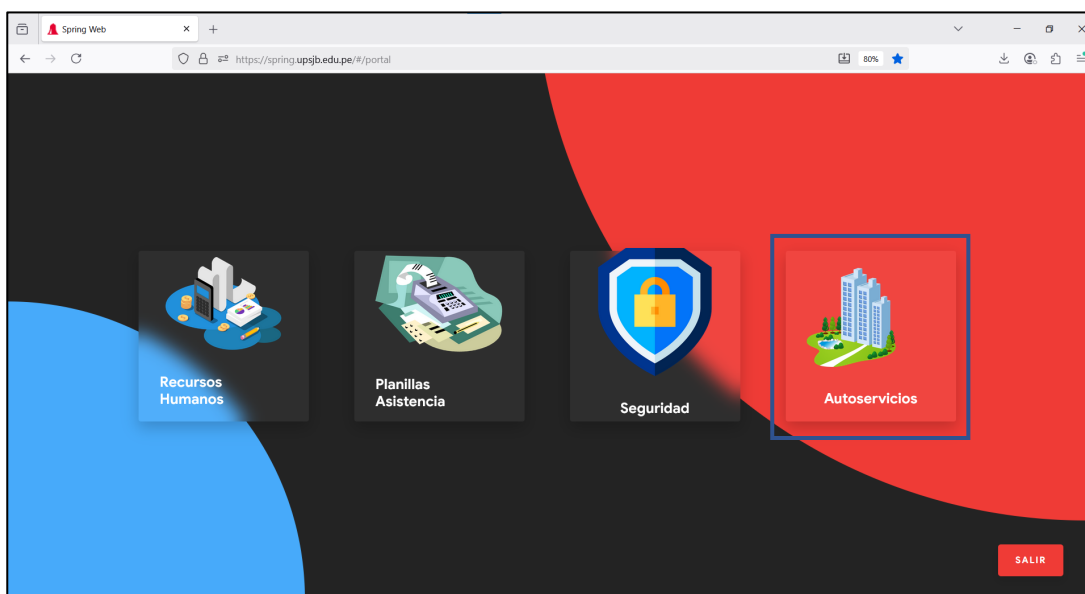 Spring Web
https://spring.upsjb.edu.pe/#/portal
80%
Recursos
Humanos
Planillas
Asistencia
Seguridad
Autoservicios
SALIR